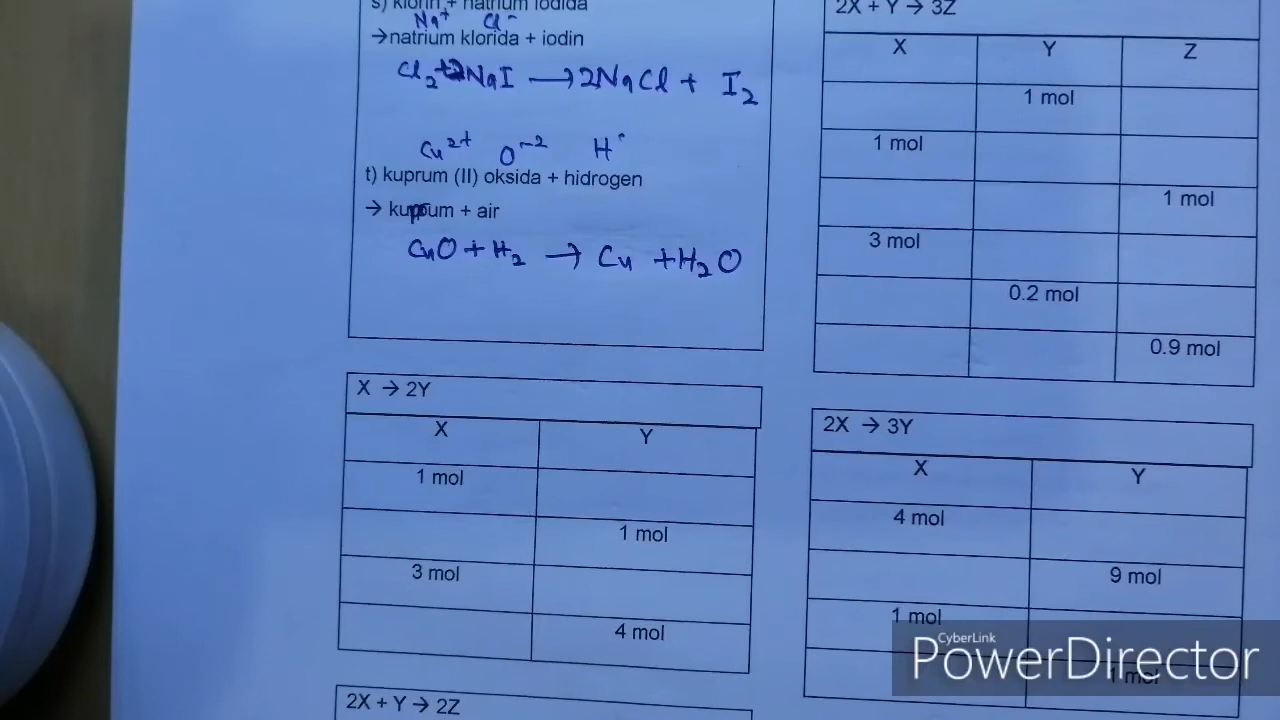 s) klorin + natrium iodida
Na+ Cl-
→natrium klorida + iodin
Cl2 + 2NaI → 2NaCl + I2
Cu2+ O-2 H
t) kuprum (II) oksida + hidrogen
→ kuprum + air
CuO + H2 → Cu + H2O
X → 2Y
X Y
1 mol
1 mol
3 mol
4 mol
2X + Y → 2Z
2X + Y → 3Z
X Y Z
1 mol
1 mol
1 mol
3 mol
0.2 mol
0.9 mol
2X → 3Y
X Y
4 mol
9 mol
1 mol
1 mol
CyberLink
PowerDirector